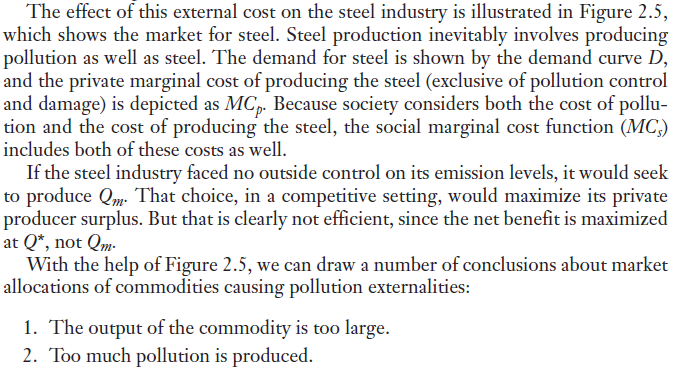 The effect of this external cost on the steel industry is illustrated in Figure 2.5,
which shows the market for steel. Steel production inevitably involves producing
pollution as well as steel. The demand for steel is shown by the demand curve D,
and the private marginal cost of producing the steel (exclusive of pollution control
and damage) is depicted as MCp. Because society considers both the cost of pollu-
tion and the cost of producing the steel, the social marginal cost function (MCs)
includes both of these costs as well.
If the steel industry faced no outside control on its emission levels, it would seek
to produce Qm. That choice, in a competitive setting, would maximize its private
producer surplus. But that is clearly not efficient, since the net benefit is maximized
at Q*, not Qm.
With the help of Figure 2.5, we can draw a number of conclusions about market
allocations of commodities causing pollution externalities:
1. The output of the commodity is too large.
2. Too much pollution is produced.